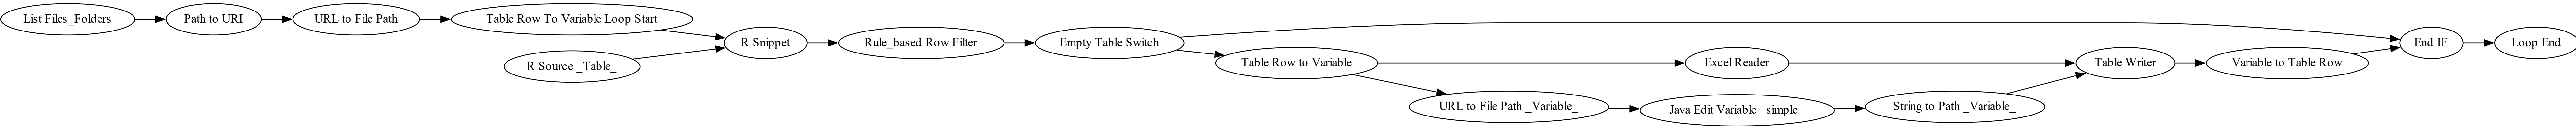 List Files_Folders
Path to URI
URL to File Path
Table Row To Variable Loop Start
R Source _Table_
R Snippet
Rule_based Row Filter
Empty Table Switch
Table Row to Variable
Excel Reader
URL to File Path _Variable_
Java Edit Variable _simple_
String to Path _Variable_
Table Writer
Variable to Table Row
End IF
Loop End